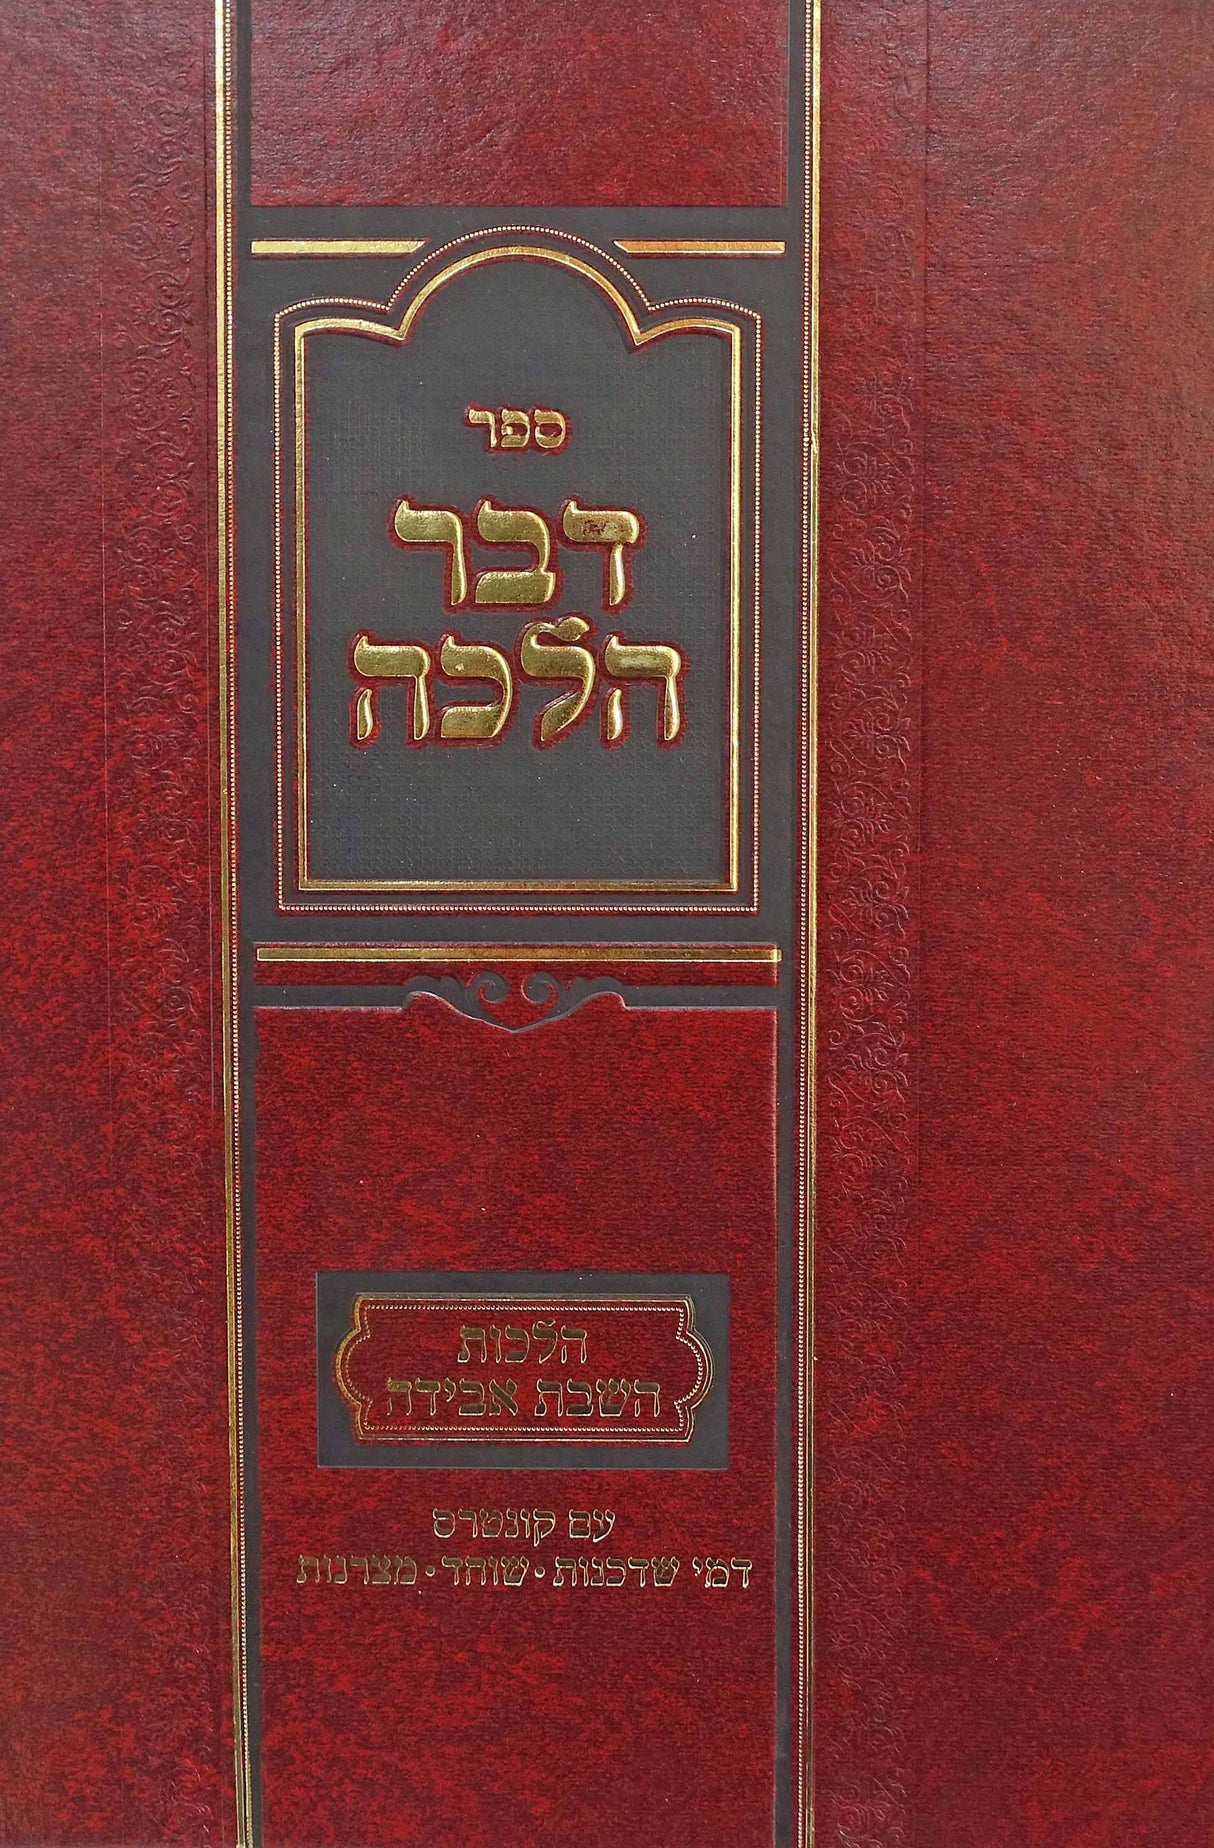 ספר
דבר
הלכה
הלכות
השבת אבידה
עם קונטרס
דמי שדכנות • שוחד • מצרנות